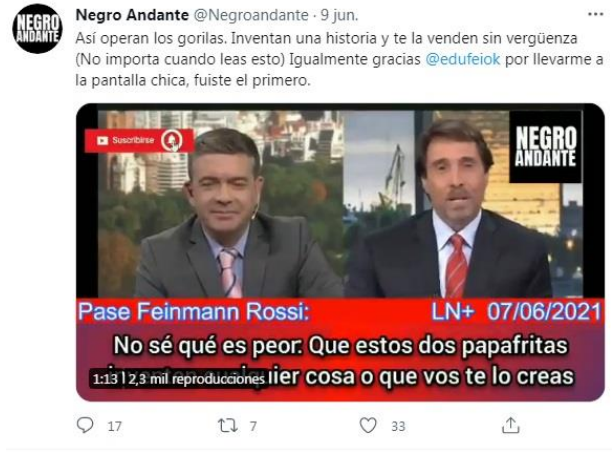 NEGRO
ANDANTE
Negro Andante @Negroandante · 9 jun.
Así operan los gorilas. Inventan una historia y te la venden sin vergüenza
(No importa cuando leas esto) Igualmente gracias @edufeiok por llevarme a
la pantalla chica, fuiste el primero.
Suscribirse
NEGRO
ANDANTE
Pase Feinmann Rossi: LN+ 07/06/2021
No sé qué es peor: Que estos dos papafritas
1:13 12,3 mil reproducciones
cualquier cosa o que vos te lo creas
17 7 33